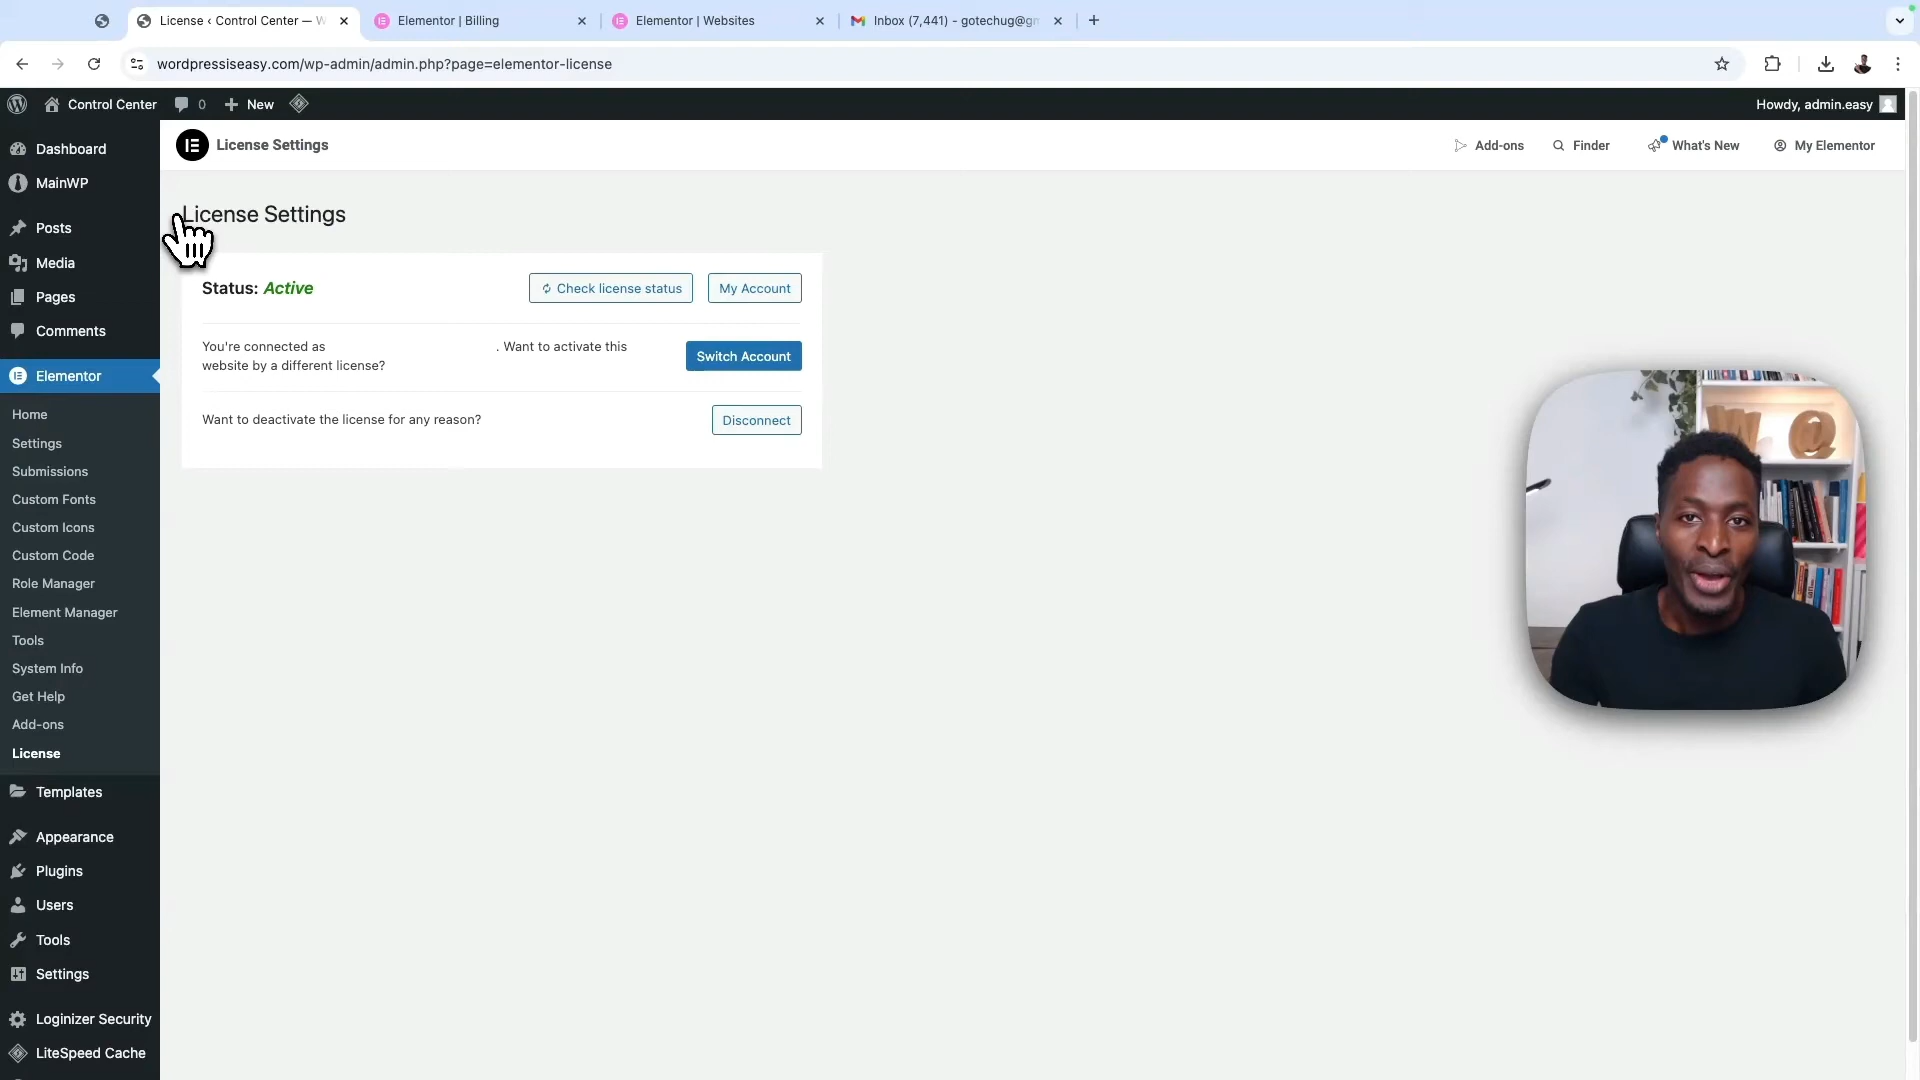 License ‹ Control Center — W
Elementor | Billing
Elementor | Websites
Inbox (7,441) - gotechug@gm
wordpressiseasy.com/wp-admin/admin.php?page=elementor-license
Control Center
0
New
Howdy, admin.easy
Dashboard
MainWP
Posts
Media
Pages
Comments
Elementor
Home
Settings
Submissions
Custom Fonts
Custom Icons
Custom Code
Role Manager
Element Manager
Tools
System Info
Get Help
Add-ons
License
Templates
Appearance
Plugins
Users
Tools
Settings
Loginizer Security
LiteSpeed Cache
License Settings
Add-ons
Finder
What's New
My Elementor
License Settings
Status: Active
Check license status
My Account
You're connected as . Want to activate this
website by a different license?
Switch Account
Want to deactivate the license for any reason?
Disconnect